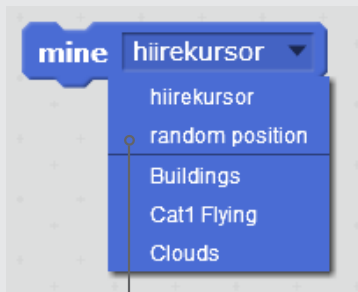 mine hiirekursor
hiirekursor
random position
Buildings
Cat1 Flying
Clouds